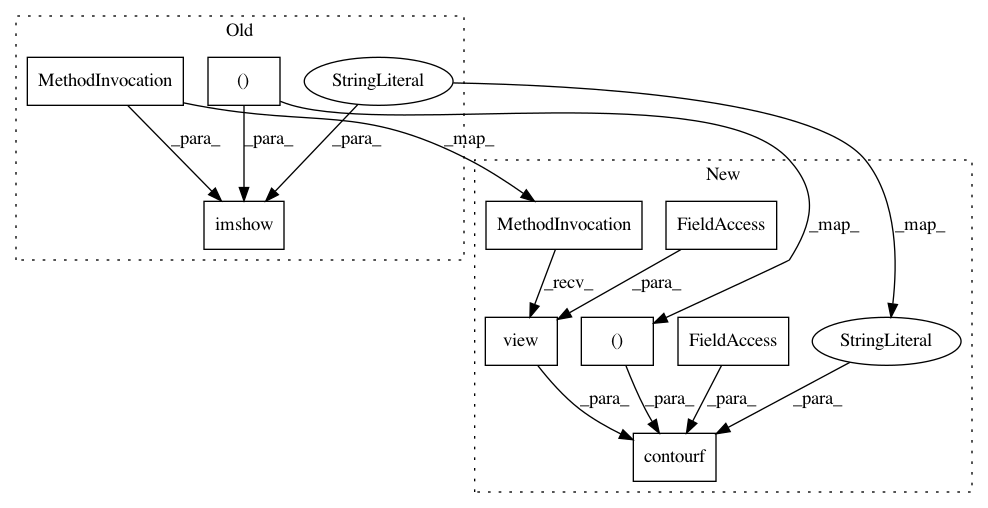 Old
MethodInvocation
()
StringLiteral
_para_
_para_
_para_
_map_
imshow
New
MethodInvocation
FieldAccess
_map_
_map_
_recv_
_para_
view
()
FieldAccess
StringLiteral
_para_
_para_
_para_
_para_
contourf